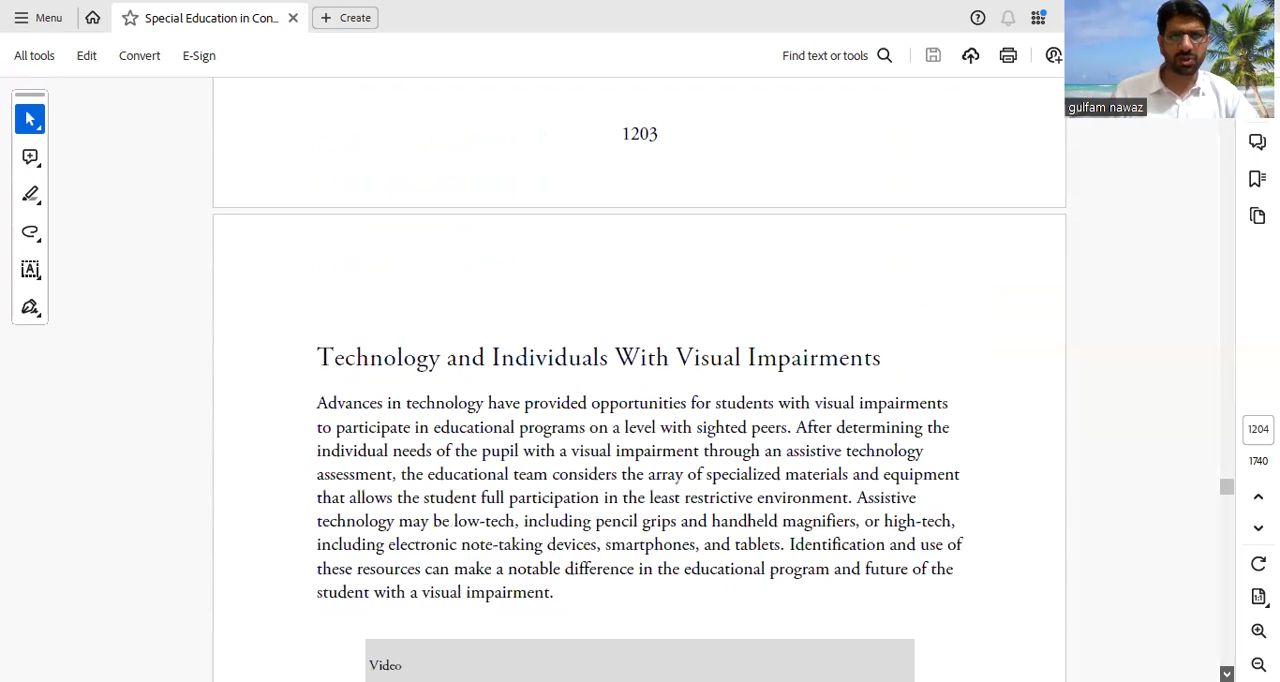 Menu
Special Education in Con...
Create
All tools
Edit
Convert
E-Sign
Find text or tools
gulfam nawaz
1203
Technology and Individuals With Visual Impairments
Advances in technology have provided opportunities for students with visual impairments
to participate in educational programs on a level with sighted peers. After determining the
individual needs of the pupil with a visual impairment through an assistive technology
assessment, the educational team considers the array of specialized materials and equipment
that allows the student full participation in the least restrictive environment. Assistive
technology may be low-tech, including pencil grips and handheld magnifiers, or high-tech,
including electronic note-taking devices, smartphones, and tablets. Identification and use of
these resources can make a notable difference in the educational program and future of the
student with a visual impairment.
Video
1204
1740